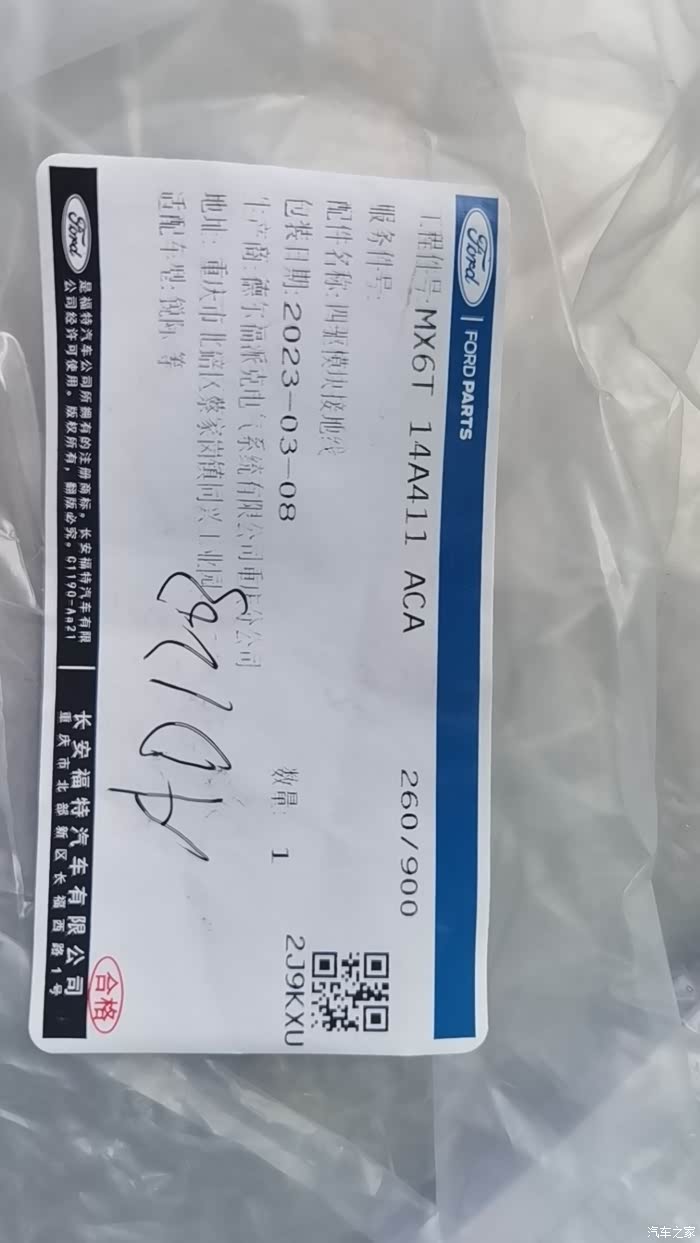 Ford | FORD PARTS
工程件号:MX6T 14A411 ACA 260/900
服务件号:
配件名称:四驱模块接地线
包装日期:2023-03-08 数量: 1
2J9KXU
生产商:德尔福派克电气系统有限公司重庆分公司
地址: 重庆市北碚区蔡家岗镇同兴工业园
适配车型:锐际 等
合格
Ford
是福特汽车公司所拥有的注册商标。长安福特汽车有限
公司经许可使用。版权所有,翻版必究。G1190-Aa21
长安福特汽车有限公司
重庆市北部新区长福西路1号
汽车之家